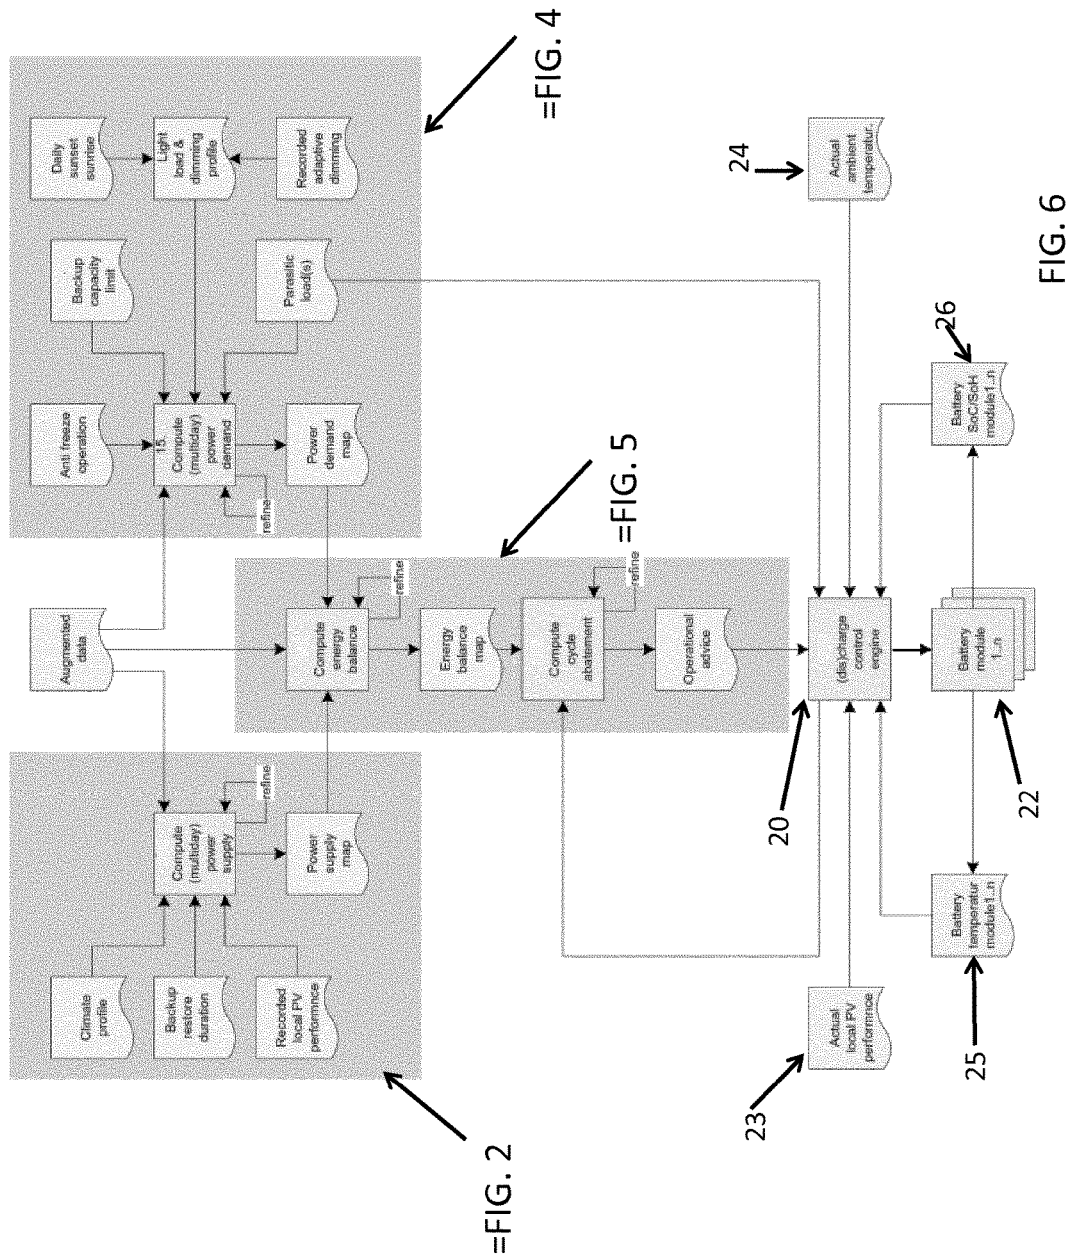 Climate
profile
Backup
restore
duration
Recorded
local PV
performnce
Compute
(multiday)
power
supply
refine
Power
supply
map
=FIG. 2
Augmented
data
Anti freeze
operation
Backup
capacity
limit
Daily
sunset
sunrise
15
Compute
(multiday)
power
demand
refine
Light
load &
dimming
profile
Power
demand
map
Parasitic
load(s)
Recorded
adaptive
dimming
=FIG. 4
Compute
energy
balance
refine
Energy
balance
map
Compute
cycle
abatement
refine
Operational
advice
=FIG. 5
23
Actual
local PV
performnce
20
(dis)charge
control
engine
24
Actual
ambient
temperatur.
25
Battery
temperatur
module1..n
22
Battery
module
1..n
26
Battery
SoC/SoH
module1..n
FIG. 6